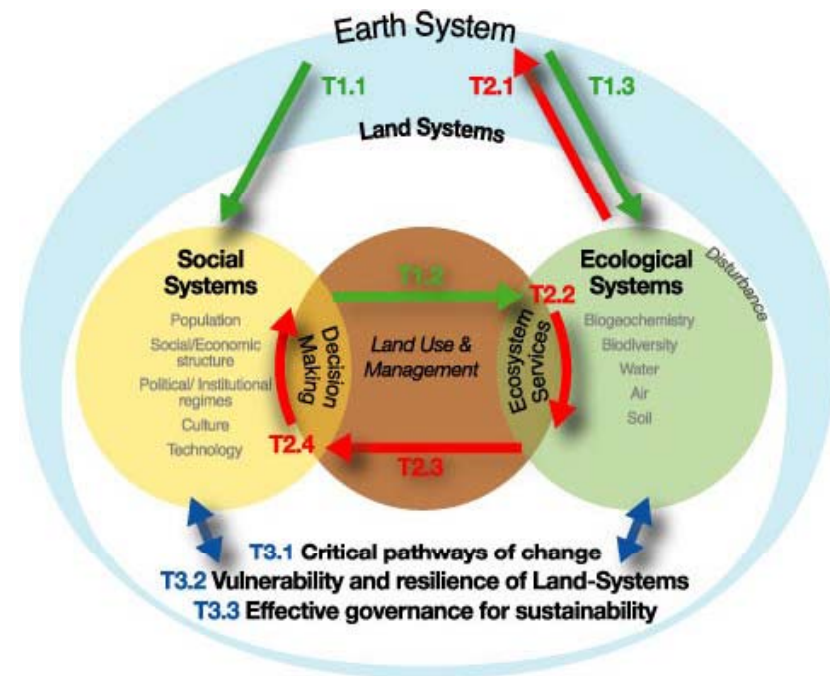 Earth System
T1.1
T2.1
T1.3
Land Systems
Social
Systems
Population
Social/Economic
structure
Political/ Institutional
regimes
Culture
Technology
Decision
Making
T1.2
Land Use &
Management
T2.2
Ecosystem
Services
T2.3
T2.4
Ecological
Systems
Disturbance
Biogeochemistry
Biodiversity
Water
Air
Soil
T3.1 Critical pathways of change
T3.2 Vulnerability and resilience of Land-Systems
T3.3 Effective governance for sustainability